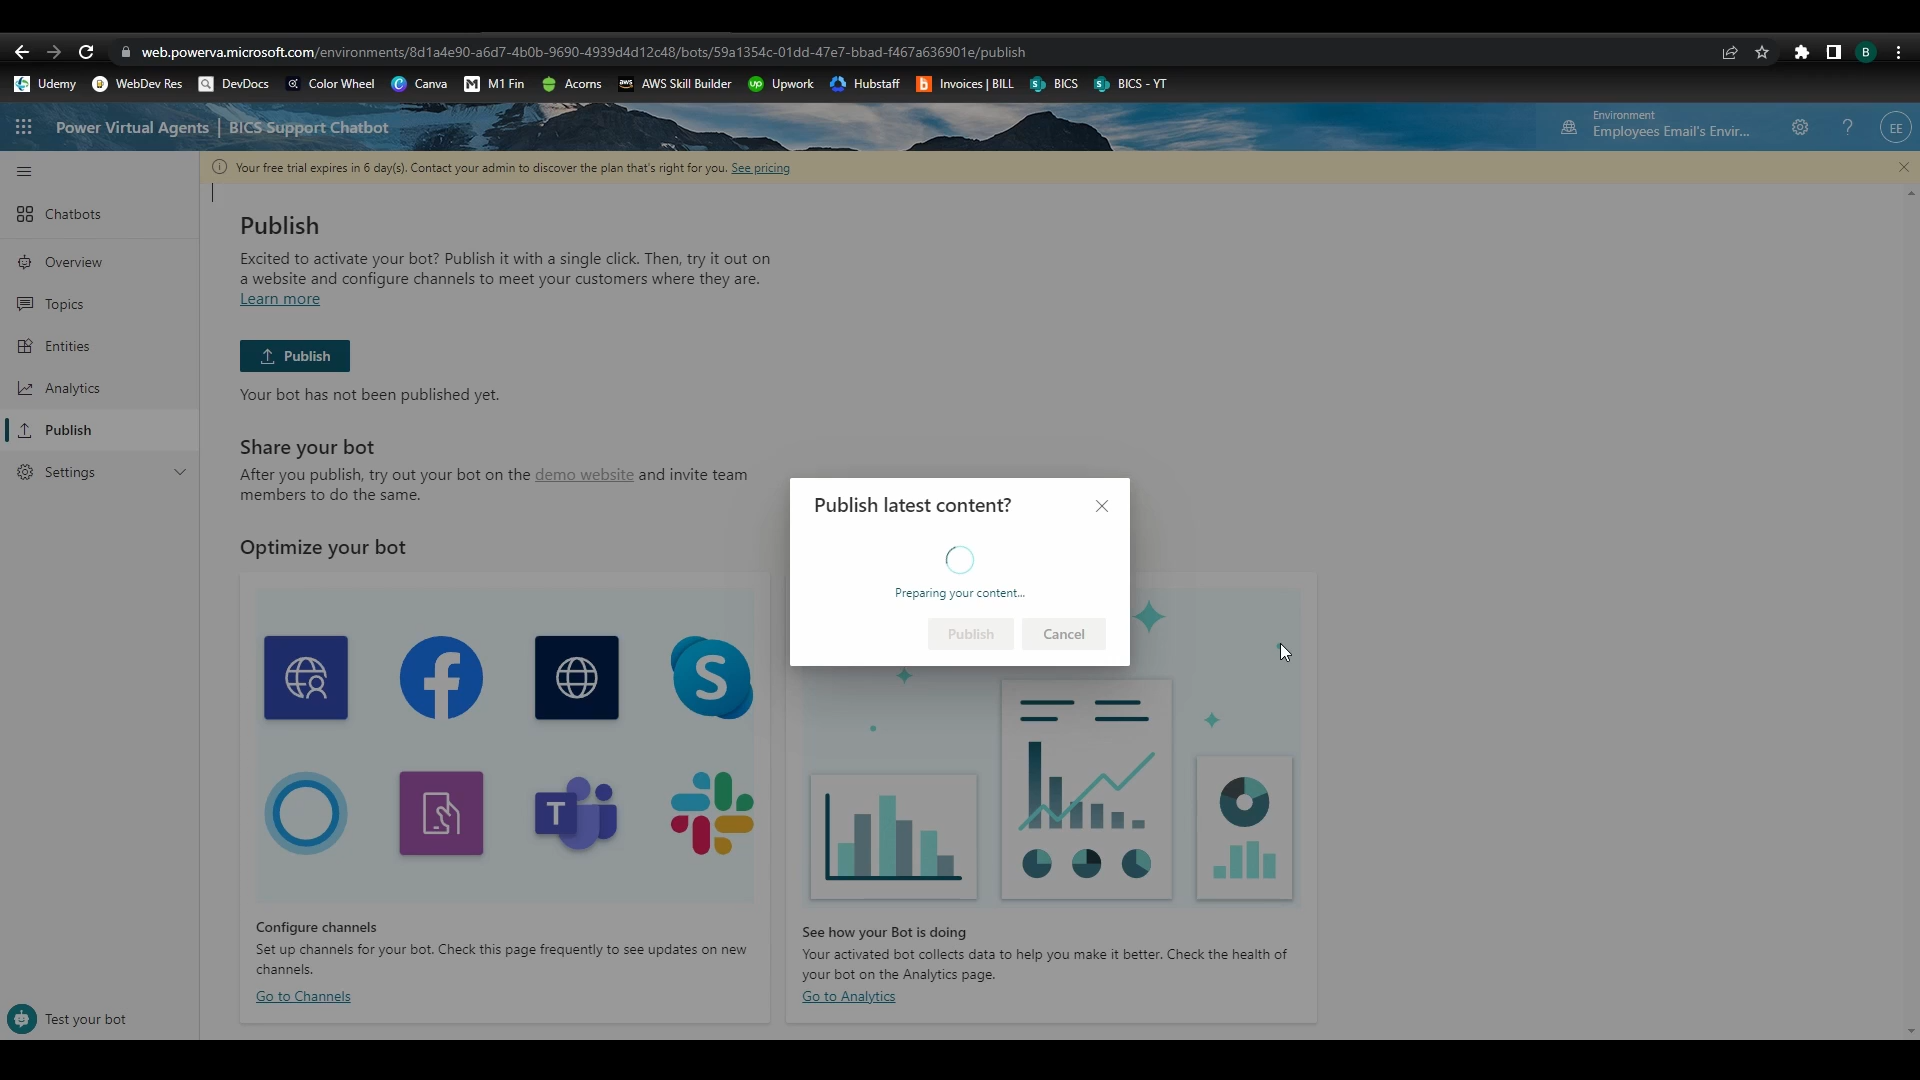 web.powerva.microsoft.com/environments/8d1a4e90-a6d7-4b0b-9690-4939d4d12c48/bots/59a1354c-01dd-47e7-bbad-f467a636901e/publish
B
Udemy WebDev Res DevDocs Color Wheel Canva M1 Fin Acorns AWS Skill Builder Upwork Hubstaff Invoices | BILL BICS BICS - YT
Power Virtual Agents | BICS Support Chatbot
Environment
Employees Email's Envir...
EE
Your free trial expires in 6 day(s). Contact your admin to discover the plan that's right for you. See pricing
Chatbots
Overview
Topics
Entities
Analytics
Publish
Settings
Test your bot
Publish
Excited to activate your bot? Publish it with a single click. Then, try it out on
a website and configure channels to meet your customers where they are.
Learn more
Publish
Your bot has not been published yet.
Share your bot
After you publish, try out your bot on the demo website and invite team
members to do the same.
Optimize your bot
Publish latest content?
Preparing your content...
Publish Cancel
Configure channels
Set up channels for your bot. Check this page frequently to see updates on new
channels.
Go to Channels
See how your Bot is doing
Your activated bot collects data to help you make it better. Check the health of
your bot on the Analytics page.
Go to Analytics